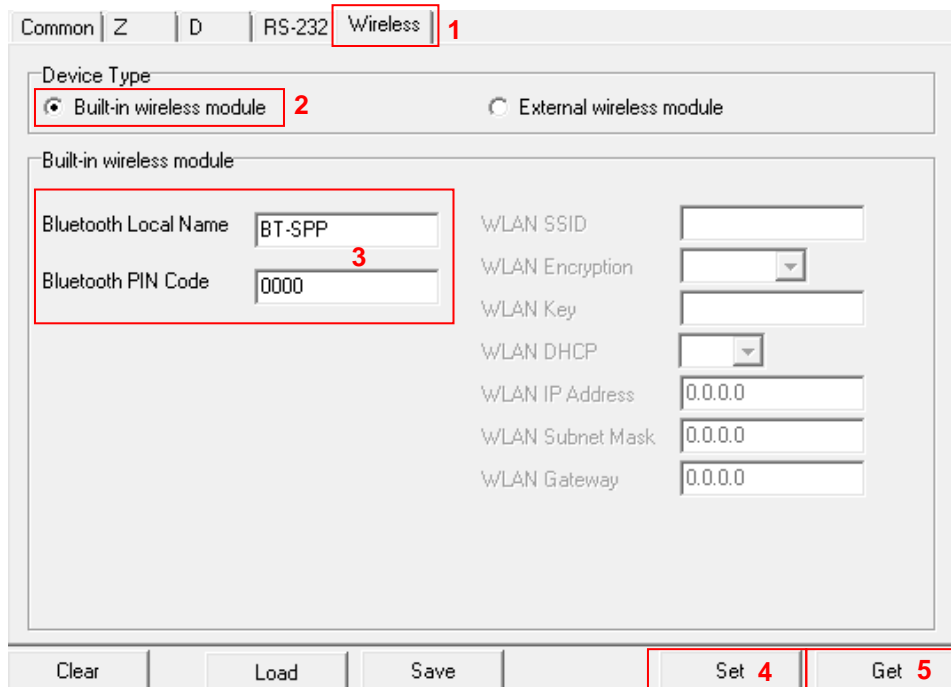 Common Z D RS-232 Wireless 1
Device Type
Built-in wireless module 2 External wireless module
Built-in wireless module
Bluetooth Local Name BT-SPP
3
Bluetooth PIN Code 0000
WLAN SSID
WLAN Encryption
WLAN Key
WLAN DHCP
WLAN IP Address 0.0.0.0
WLAN Subnet Mask 0.0.0.0
WLAN Gateway 0.0.0.0
Clear Load Save Set 4 Get 5